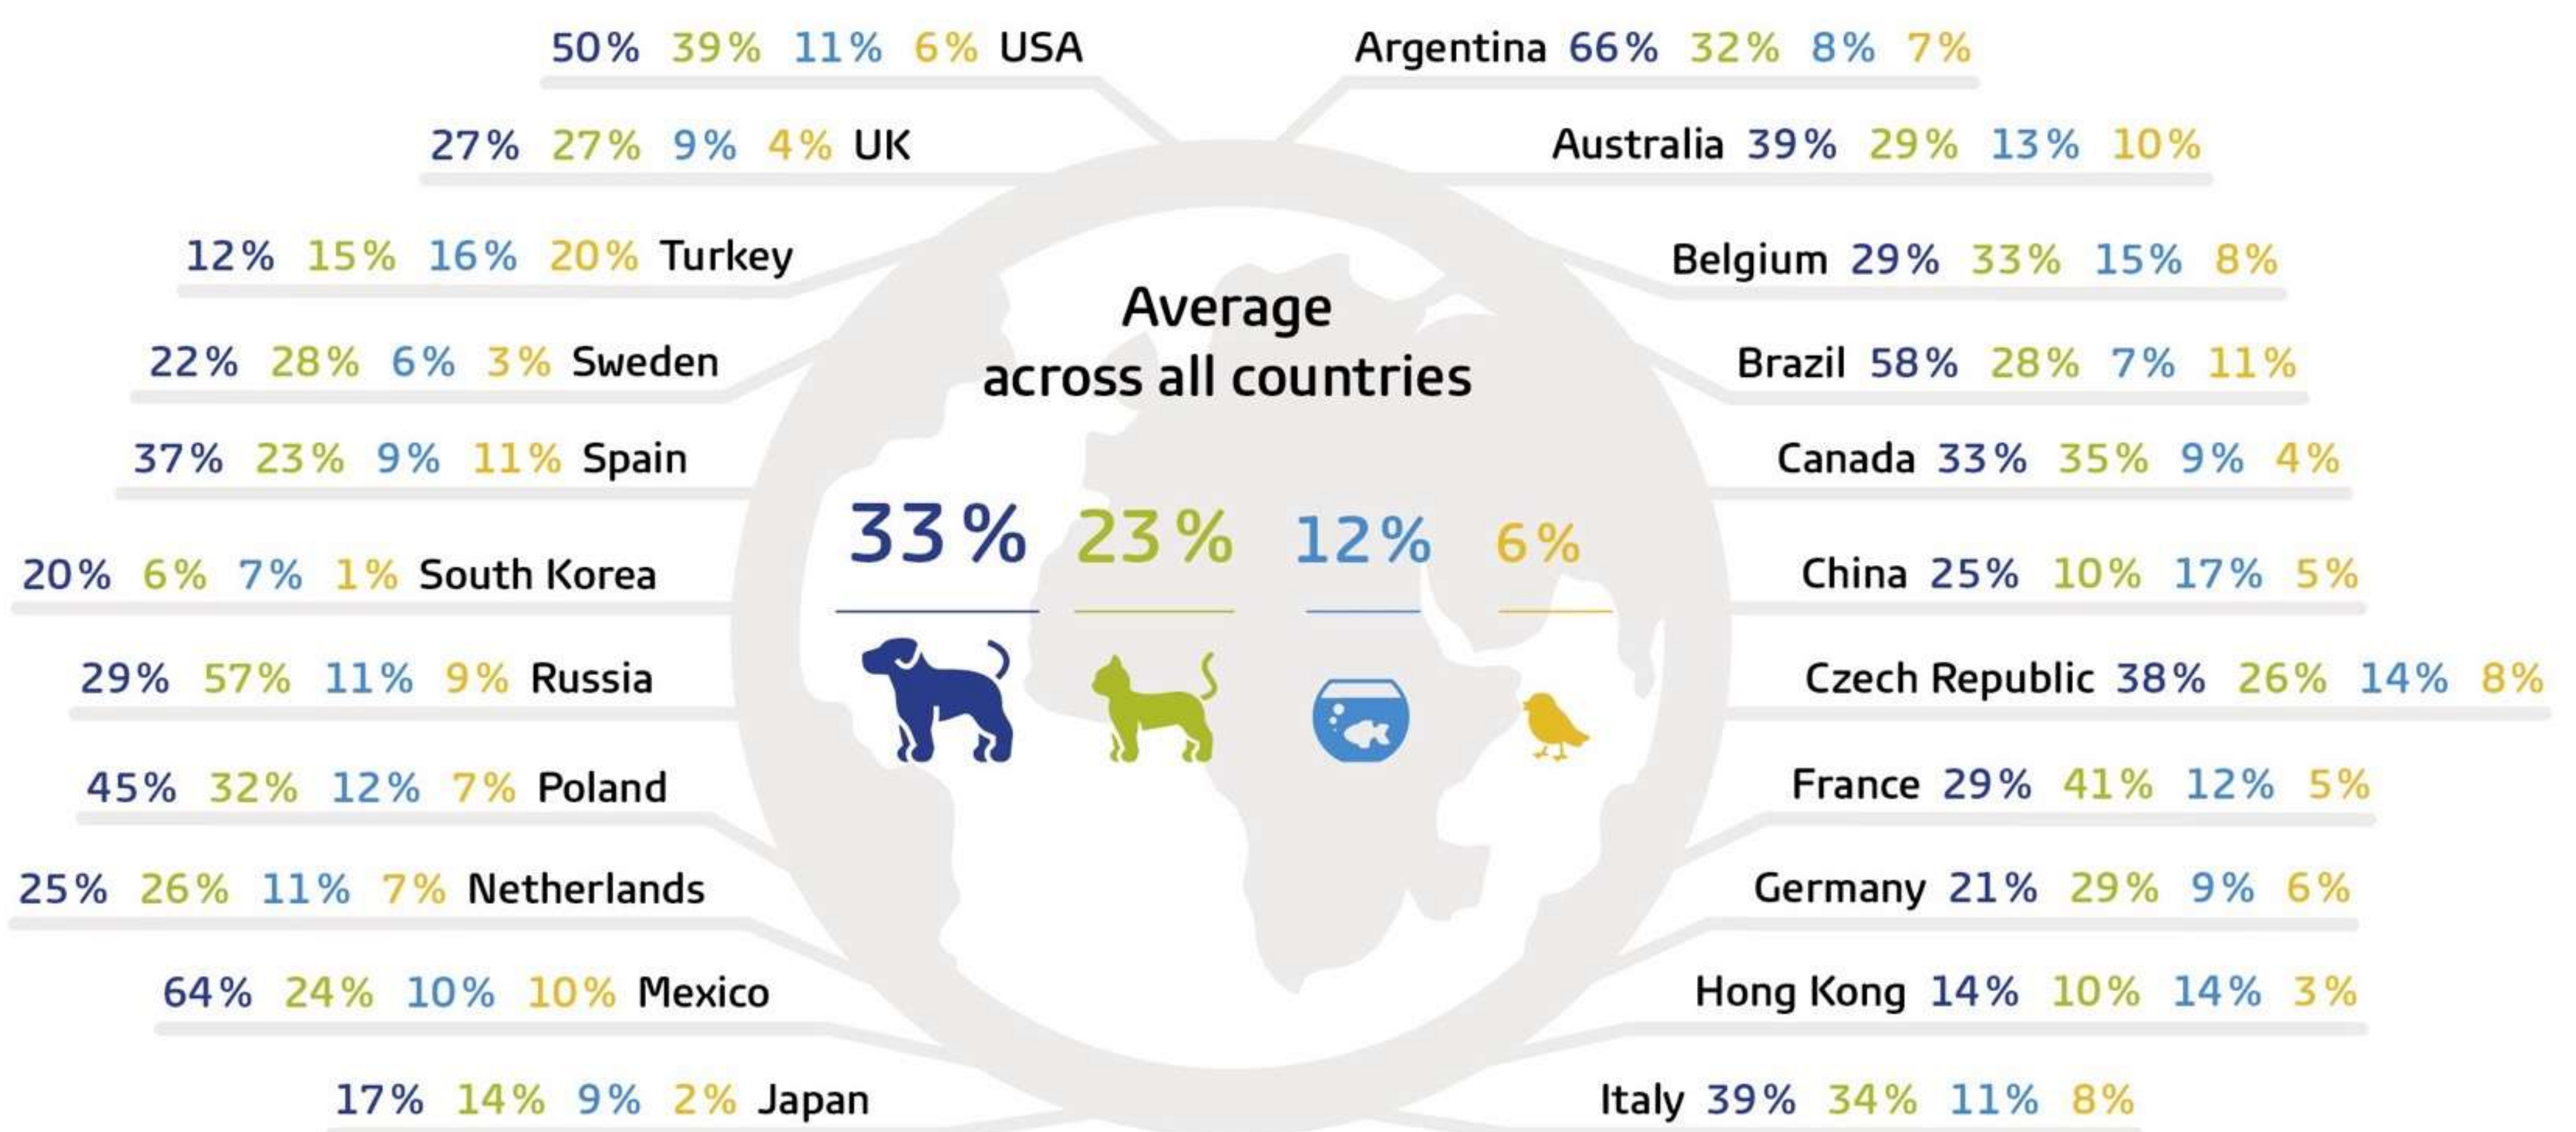 50% 39% 11% 6% USA
27% 27% 9% 4% UK
12% 15% 16% 20% Turkey
22% 28% 6% 3% Sweden
37% 23% 9% 11% Spain
20% 6% 7% 1% South Korea
29% 57% 11% 9% Russia
45% 32% 12% 7% Poland
25% 26% 11% 7% Netherlands
64% 24% 10% 10% Mexico
17% 14% 9% 2% Japan
Average
across all countries
33% 23% 12% 6%
Argentina 66% 32% 8% 7%
Australia 39% 29% 13% 10%
Belgium 29% 33% 15% 8%
Brazil 58% 28% 7% 11%
Canada 33% 35% 9% 4%
China 25% 10% 17% 5%
Czech Republic 38% 26% 14% 8%
France 29% 41% 12% 5%
Germany 21% 29% 9% 6%
Hong Kong 14% 10% 14% 3%
Italy 39% 34% 11% 8%